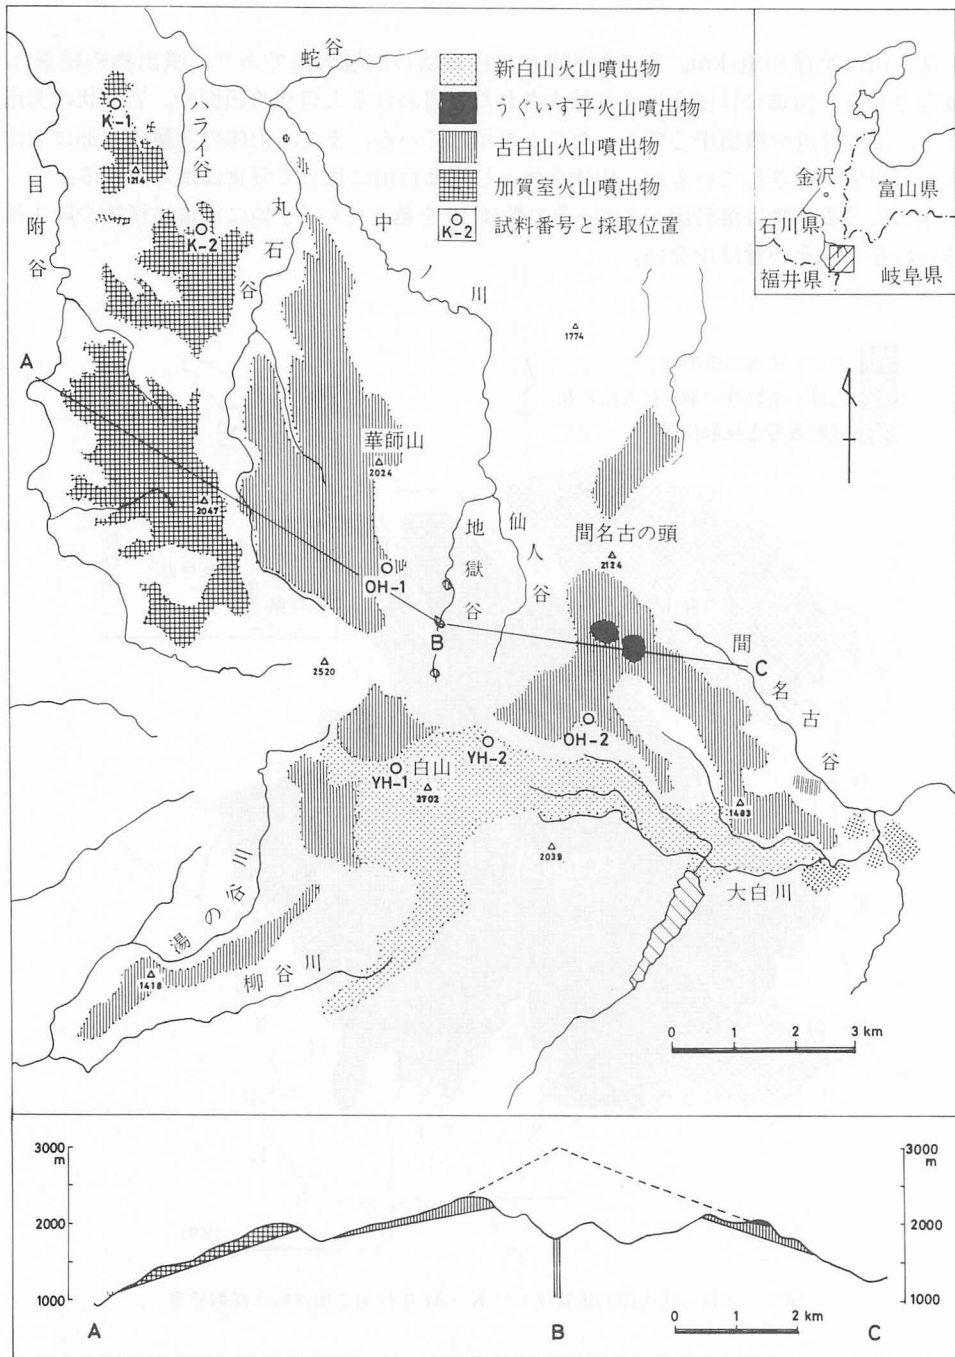 新白山火山噴出物
うぐいす平火山噴出物
古白山火山噴出物
加賀室火山噴出物
K-2 試料番号と採取位置
金沢
石川県
富山県
福井県
岐阜県
蛇谷
K-1
1214
目附谷
K-2
丸石谷
中川
1774
A
華師山
2024
2047
地獄谷
仙人谷
間名古の頭
2124
OH-1
B
C
間名古谷
2520
OH-2
YH-2
YH-1
白山
2702
1483
2039
大白川
湯の谷川
1418
柳谷川
0 1 2 3 km
3000
m
2000
1000
3000
m
2000
1000
A
B
C
0 1 2 km